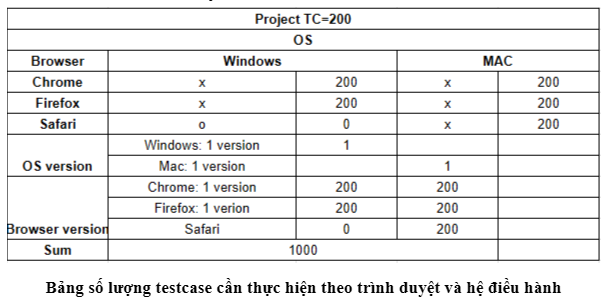 Project TC=200
OS
Browser Windows MAC
Chrome x 200 x 200
Firefox x 200 x 200
Safari o 0 x 200
OS version Windows: 1 version 1
Mac: 1 version 1
Browser version Chrome: 1 version 200 200
Firefox: 1 verion 200 200
Safari 0 200
Sum 1000
Bảng số lượng testcase cần thực hiện theo trình duyệt và hệ điều hành